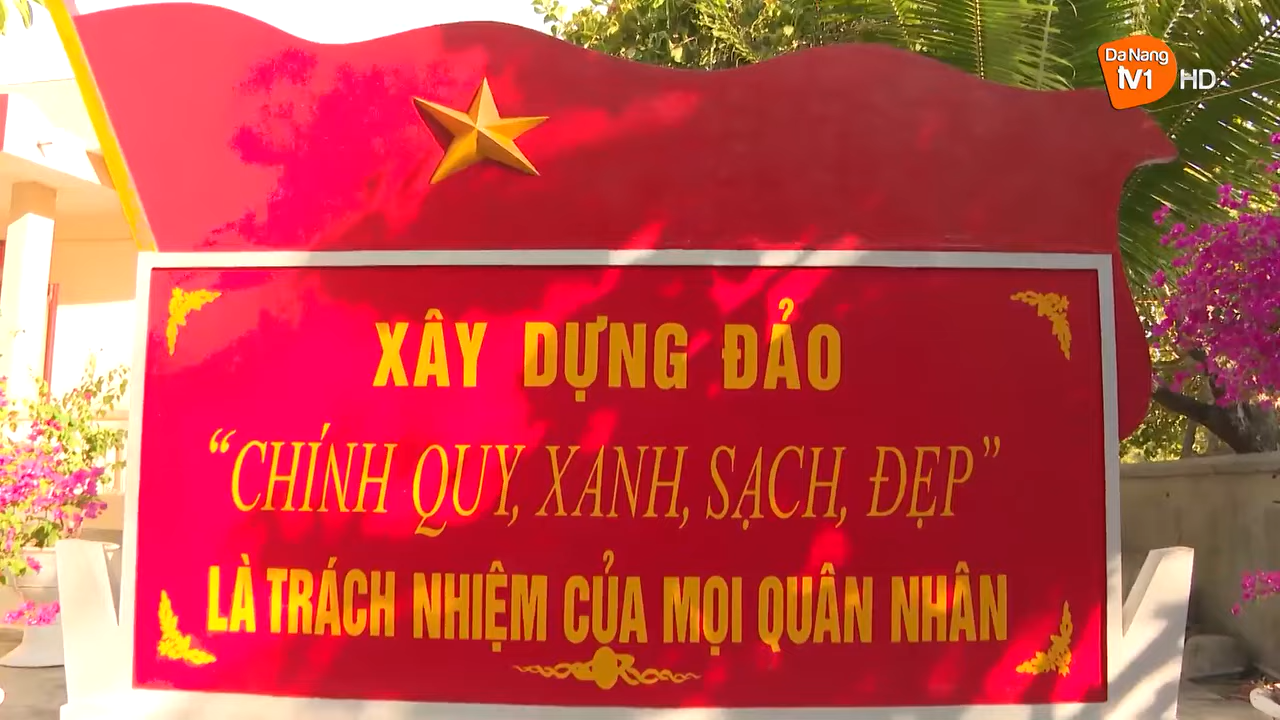 Da Nang
TV1 HD
XÂY DỰNG ĐẢO
“CHÍNH QUY, XANH, SẠCH, ĐẸP”
LÀ TRÁCH NHIỆM CỦA MỌI QUÂN NHÂN